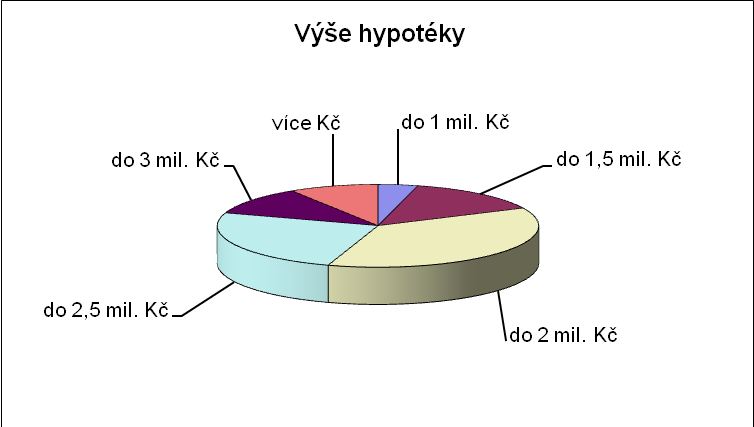 Výše hypotéky
více Kč
do 1 mil. Kč
do 3 mil. Kč
do 1,5 mil. Kč
do 2,5 mil. Kč
do 2 mil. Kč